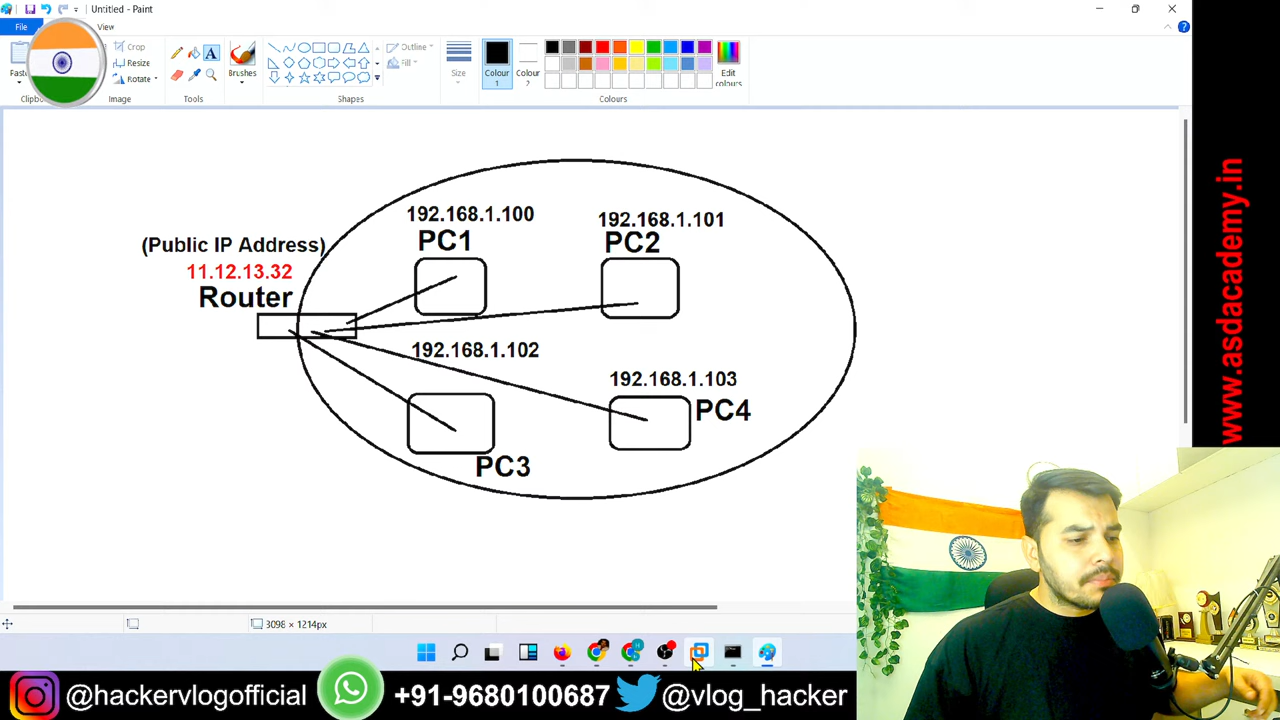 Untitled - Paint
File
View
Crop
Resize
Rotate
Image
A
Tools
Brushes
Outline
Fill
Shapes
Size
Colour
1
Colour
2
Edit
colours
Colours
192.168.1.100
PC1
192.168.1.101
PC2
(Public IP Address)
11.12.13.32
Router
192.168.1.102
192.168.1.103
PC4
PC3
3098 × 1214px
www.asdacademy.in
@hackervlogofficial
+91-9680100687
@vlog_hacker